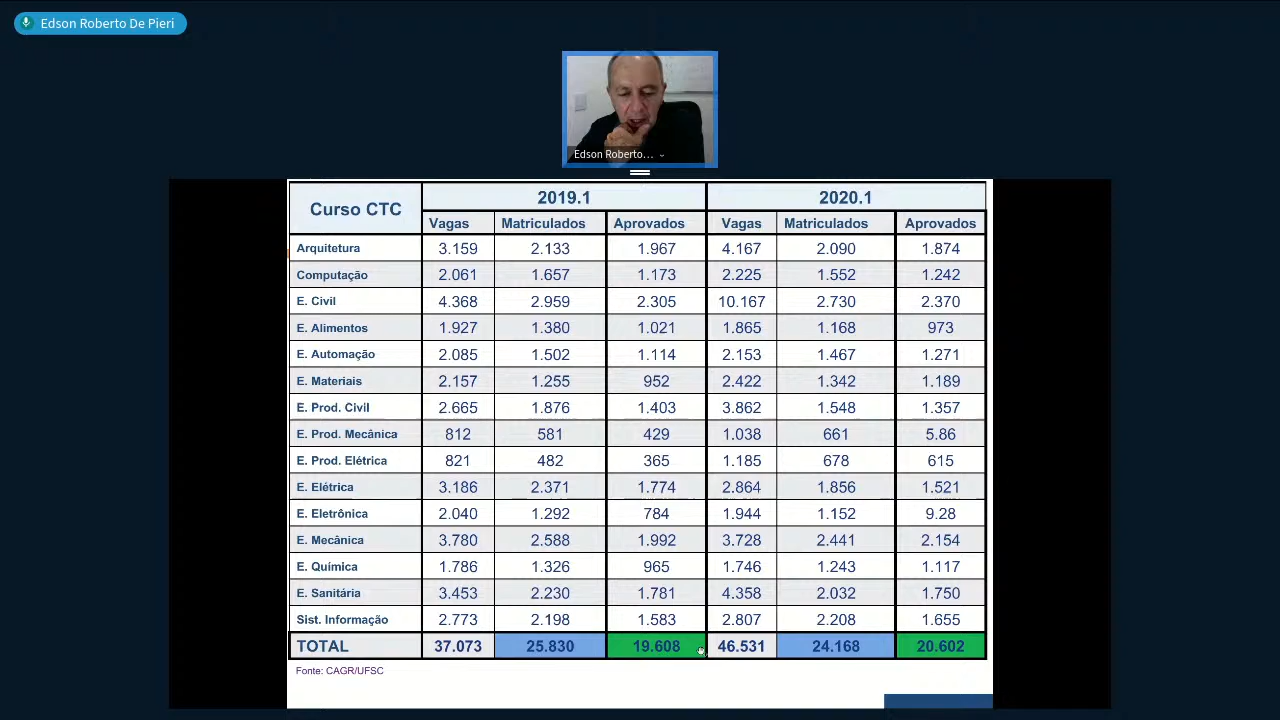 Edson Roberto De Pieri
Edson Roberto...
Curso CTC 2019.1 2020.1
Vagas Matriculados Aprovados Vagas Matriculados Aprovados
Arquitetura 3.159 2.133 1.967 4.167 2.090 1.874
Computação 2.061 1.657 1.173 2.225 1.552 1.242
E. Civil 4.368 2.959 2.305 10.167 2.730 2.370
E. Alimentos 1.927 1.380 1.021 1.865 1.168 973
E. Automação 2.085 1.502 1.114 2.153 1.467 1.271
E. Materiais 2.157 1.255 952 2.422 1.342 1.189
E. Prod. Civil 2.665 1.876 1.403 3.862 1.548 1.357
E. Prod. Mecânica 812 581 429 1.038 661 5.86
E. Prod. Elétrica 821 482 365 1.185 678 615
E. Elétrica 3.186 2.371 1.774 2.864 1.856 1.521
E. Eletrônica 2.040 1.292 784 1.944 1.152 9.28
E. Mecânica 3.780 2.588 1.992 3.728 2.441 2.154
E. Química 1.786 1.326 965 1.746 1.243 1.117
E. Sanitária 3.453 2.230 1.781 4.358 2.032 1.750
Sist. Informação 2.773 2.198 1.583 2.807 2.208 1.655
TOTAL 37.073 25.830 19.608 46.531 24.168 20.602
Fonte: CAGR/UFSC